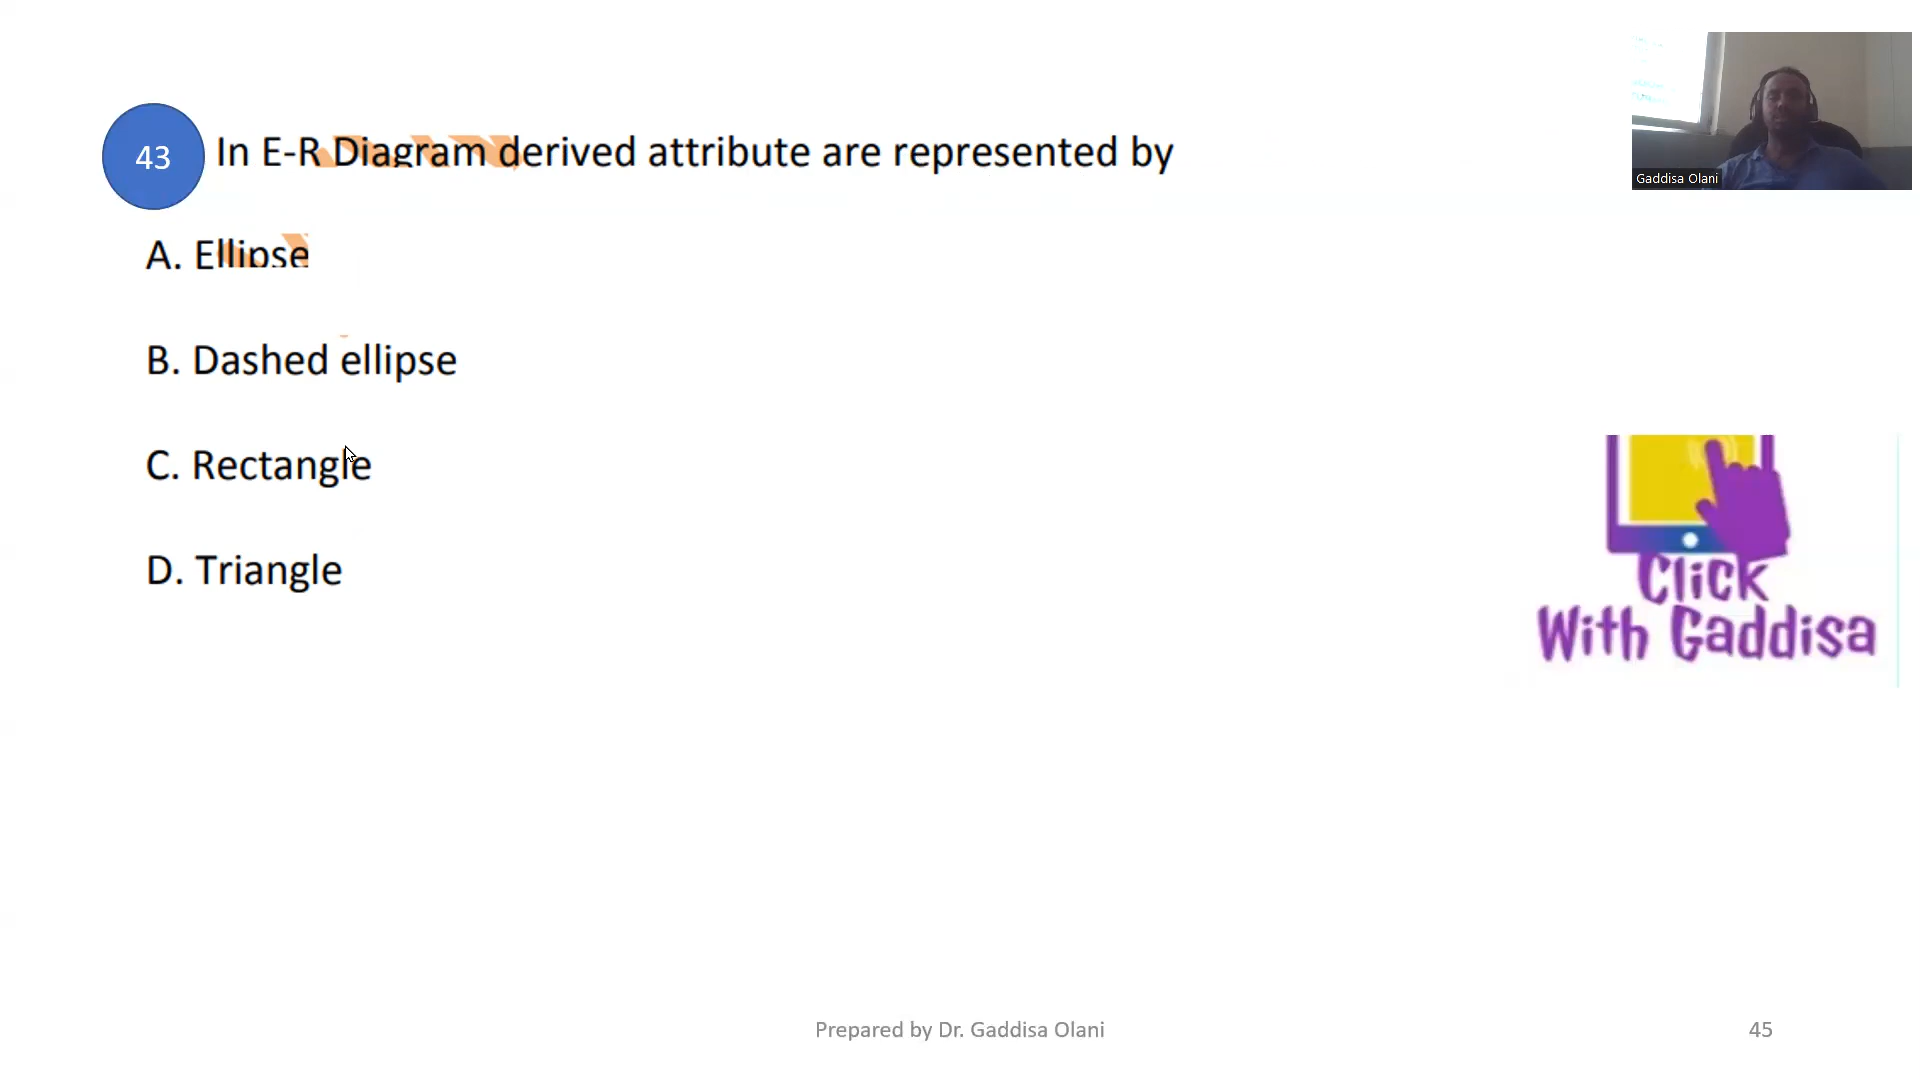 43
In E-R Diagram derived attribute are represented by
Gaddisa Olani
A. Ellipse
B. Dashed ellipse
C. Rectangle
D. Triangle
Click
With Gaddisa
Prepared by Dr. Gaddisa Olani
45